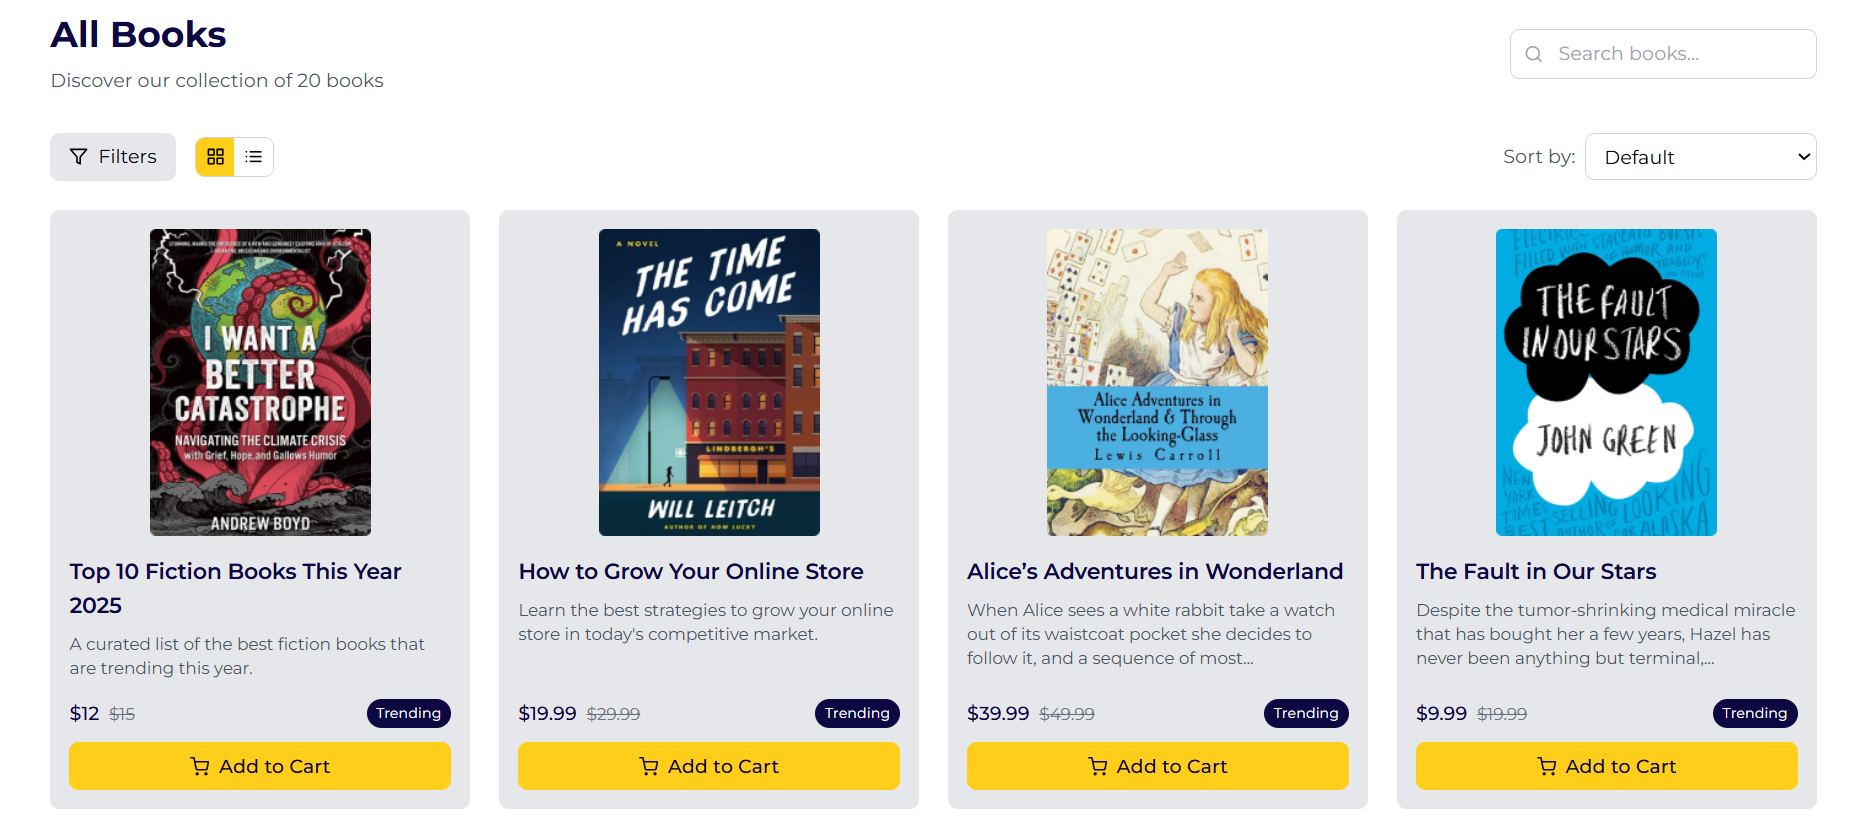 All Books
Discover our collection of 20 books
Search books...
Filters
Sort by:
Default
I WANT A
BETTER
CATASTROPHE
NAVIGATING THE CLIMATE CRISIS
with Grief, Hope, and Gallows Humor
ANDREW BOYD
Top 10 Fiction Books This Year
2025
A curated list of the best fiction books that
are trending this year.
$12 $15
Trending
Add to Cart
A NOVEL
THE TIME
HAS COME
LINDBERGH'S
WILL LEITCH
AUTHOR OF HOW LUCKY
How to Grow Your Online Store
Learn the best strategies to grow your online
store in today's competitive market.
$19.99 $29.99
Trending
Add to Cart
Alice Adventures in
Wonderland & Through
the Looking-Glass
Lewis Carroll
Alice’s Adventures in Wonderland
When Alice sees a white rabbit take a watch
out of its waistcoat pocket she decides to
follow it, and a sequence of most...
$39.99 $49.99
Trending
Add to Cart
ELECTRIC...
FILLED WITH STACCATO BURSTS
OF HUMOR AND
TRAGEDY.
THE FAULT
IN OUR STARS
JOHN GREEN
NEW
YORK
TIMES
BESTSELLING
AUTHOR OF
LOOKING
FOR ALASKA
The Fault in Our Stars
Despite the tumor-shrinking medical miracle
that has bought her a few years, Hazel has
never been anything but terminal,...
$9.99 $19.99
Trending
Add to Cart